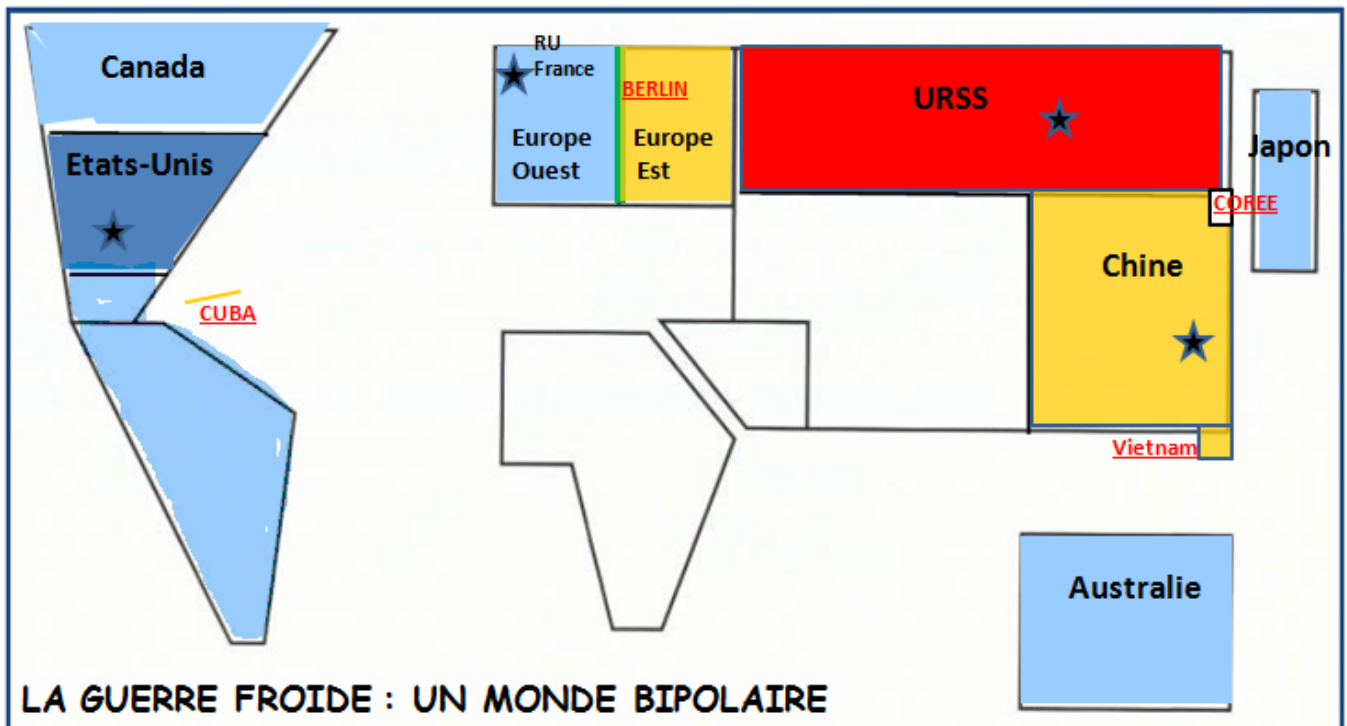 Canada
Etats-Unis
CUBA
RU
France
BERLIN
Europe
Ouest
Europe
Est
URSS
Japon
COREE
Chine
Vietnam
Australie
LA GUERRE FROIDE : UN MONDE BIPOLAIRE